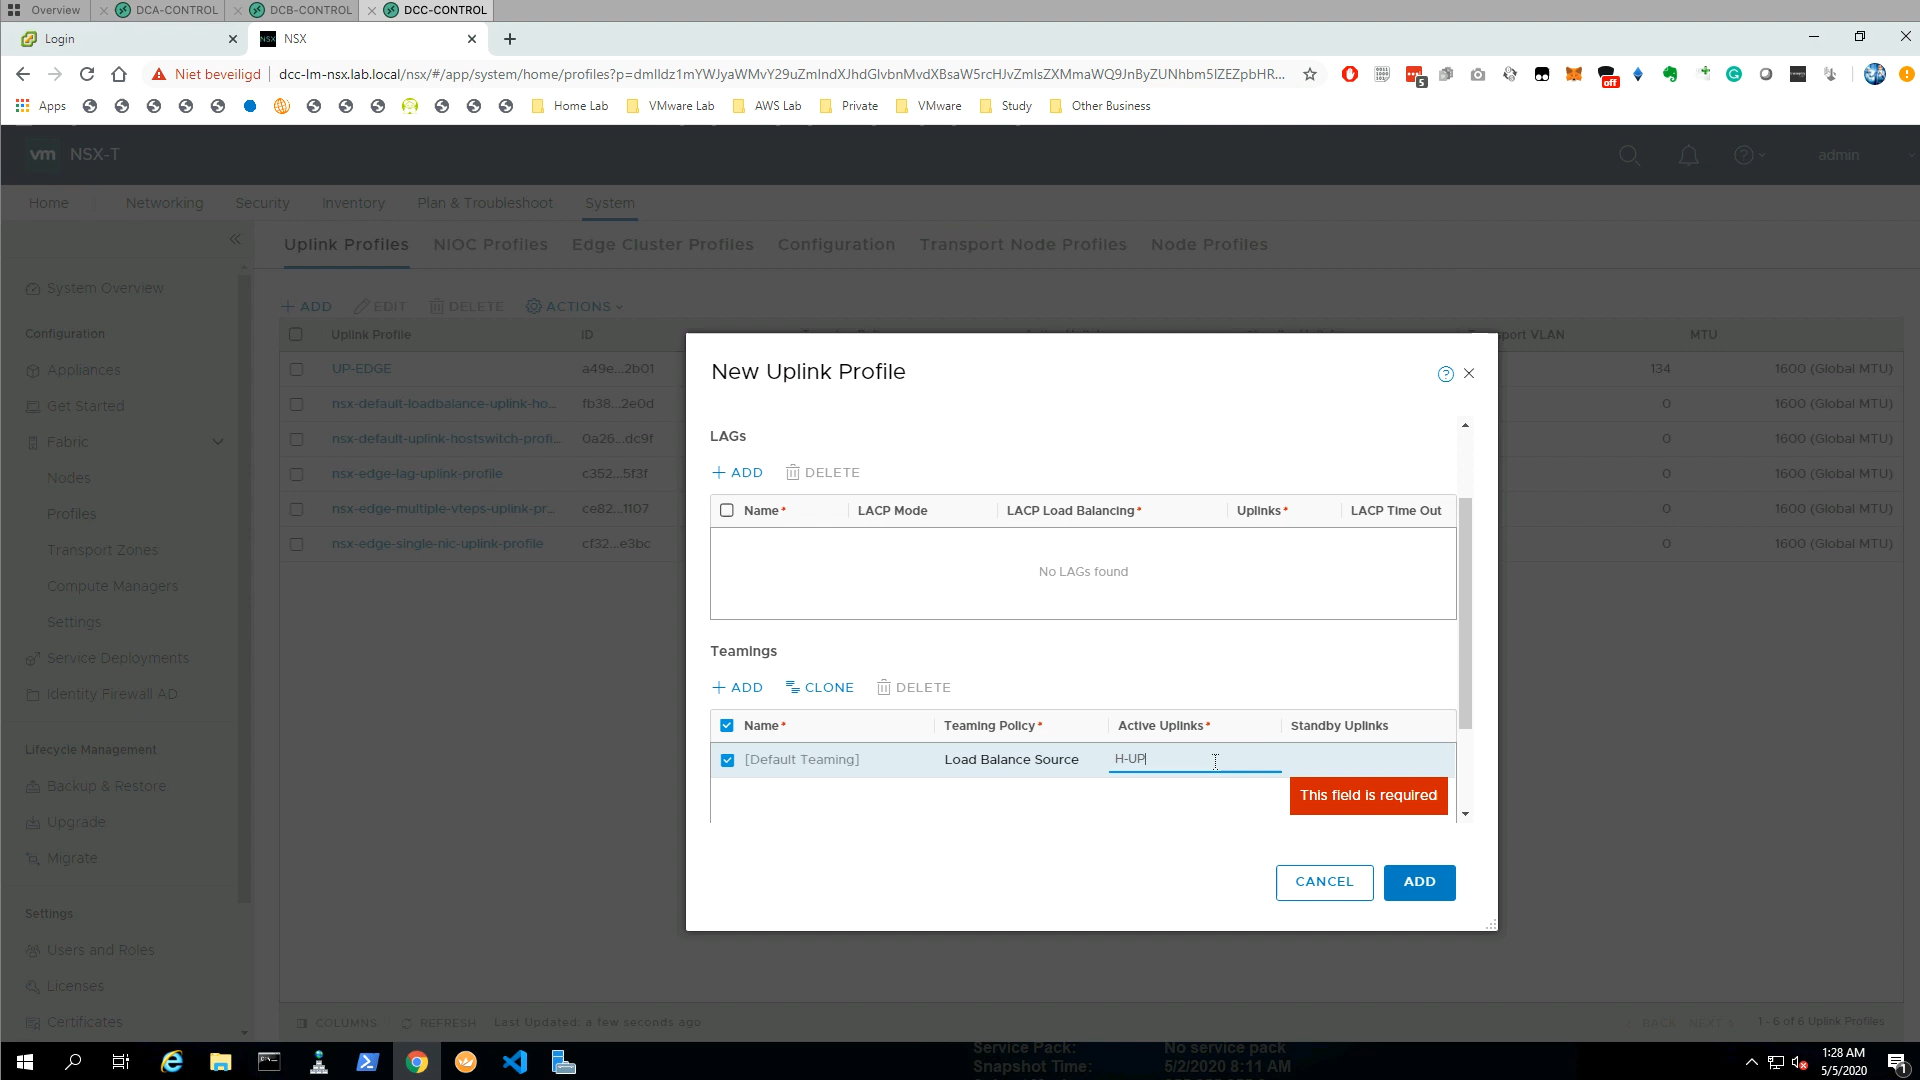 Overview
DCA-CONTROL
DCB-CONTROL
DCC-CONTROL
Login
NSX NSX
Niet beveiligd
dcc-lm-nsx.lab.local/nsx/#/app/system/home/profiles?p=
5
off
Apps
Home Lab
VMware Lab
AWS Lab
Private
VMware
Study
Other Business
vm NSX-T
admin
Home
Networking
Security
Inventory
Plan & Troubleshoot
System
System Overview
Configuration
Appliances
Get Started
Fabric
Nodes
Profiles
Transport Zones
Compute Managers
Settings
Service Deployments
Identity Firewall AD
Lifecycle Management
Backup & Restore
Upgrade
Migrate
Settings
Users and Roles
Licenses
Certificates
Uplink Profiles
NIOC Profiles
Edge Cluster Profiles
Configuration
Transport Node Profiles
Node Profiles
+ ADD EDIT DELETE ACTIONS
Uplink Profile ID port VLAN MTU
UP-EDGE a49e...2b01 134 1600 (Global MTU)
nsx-default-loadbalance-uplink-ho... fb38...2e0d 0 1600 (Global MTU)
nsx-default-uplink-hostswitch-profi... 0a26...dc9f 0 1600 (Global MTU)
nsx-edge-lag-uplink-profile c352...5f3f 0 1600 (Global MTU)
nsx-edge-multiple-vteps-uplink-pr... ce82...1107 0 1600 (Global MTU)
nsx-edge-single-nic-uplink-profile cf32...e3bc 0 1600 (Global MTU)
New Uplink Profile
LAGs
+ ADD DELETE
Name* LACP Mode LACP Load Balancing* Uplinks* LACP Time Out
No LAGs found
Teamings
+ ADD CLONE DELETE
Name* Teaming Policy* Active Uplinks* Standby Uplinks
[Default Teaming] Load Balance Source H-UP
This field is required
CANCEL ADD
COLUMNS REFRESH Last Updated: a few seconds ago BACK NEXT 1 - 6 of 6 Uplink Profiles
Service Pack: No service pack
Snapshot Time: 5/2/2020 8:11 AM
1:28 AM
5/5/2020
1